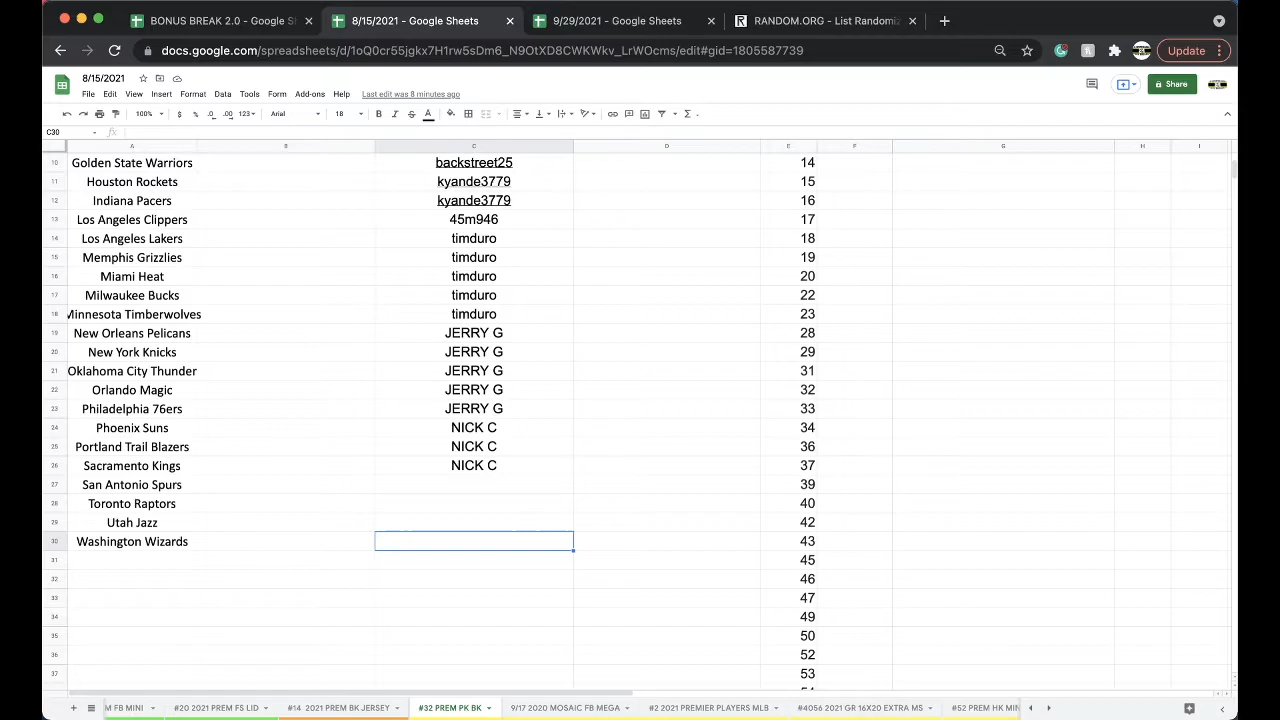 BONUS BREAK 2.0 - Google S
8/15/2021 - Google Sheets
9/29/2021 - Google Sheets
RANDOM.ORG - List Randomiz
docs.google.com/spreadsheets/d/1oQ0cr55jgkx7H1rw5sDm6_N9OtXD8CWKWkv_LrWOcms/edit#gid=1805587739
Update
8/15/2021
File Edit View Insert Format Data Tools Form Add-ons Help Last edit was 8 minutes ago
Share
100% $ % .0 .00 123 Arial 18 B I S A
C30 fx
A B C D E F G H I
10 Golden State Warriors backstreet25 14
11 Houston Rockets kyande3779 15
12 Indiana Pacers kyande3779 16
13 Los Angeles Clippers 45m946 17
14 Los Angeles Lakers timduro 18
15 Memphis Grizzlies timduro 19
16 Miami Heat timduro 20
17 Milwaukee Bucks timduro 22
18 Minnesota Timberwolves timduro 23
19 New Orleans Pelicans JERRY G 28
20 New York Knicks JERRY G 29
21 Oklahoma City Thunder JERRY G 31
22 Orlando Magic JERRY G 32
23 Philadelphia 76ers JERRY G 33
24 Phoenix Suns NICK C 34
25 Portland Trail Blazers NICK C 36
26 Sacramento Kings NICK C 37
27 San Antonio Spurs 39
28 Toronto Raptors 40
29 Utah Jazz 42
30 Washington Wizards 43
31 45
32 46
33 47
34 49
35 50
36 52
37 53
M FB MINI #20 2021 PREM FS LID #14 2021 PREM BK JERSEY #32 PREM PK BK 9/17 2020 MOSAIC FB MEGA #2 2021 PREMIER PLAYERS MLB #4056 2021 GR 16X20 EXTRA MS #52 PREM HK MIN